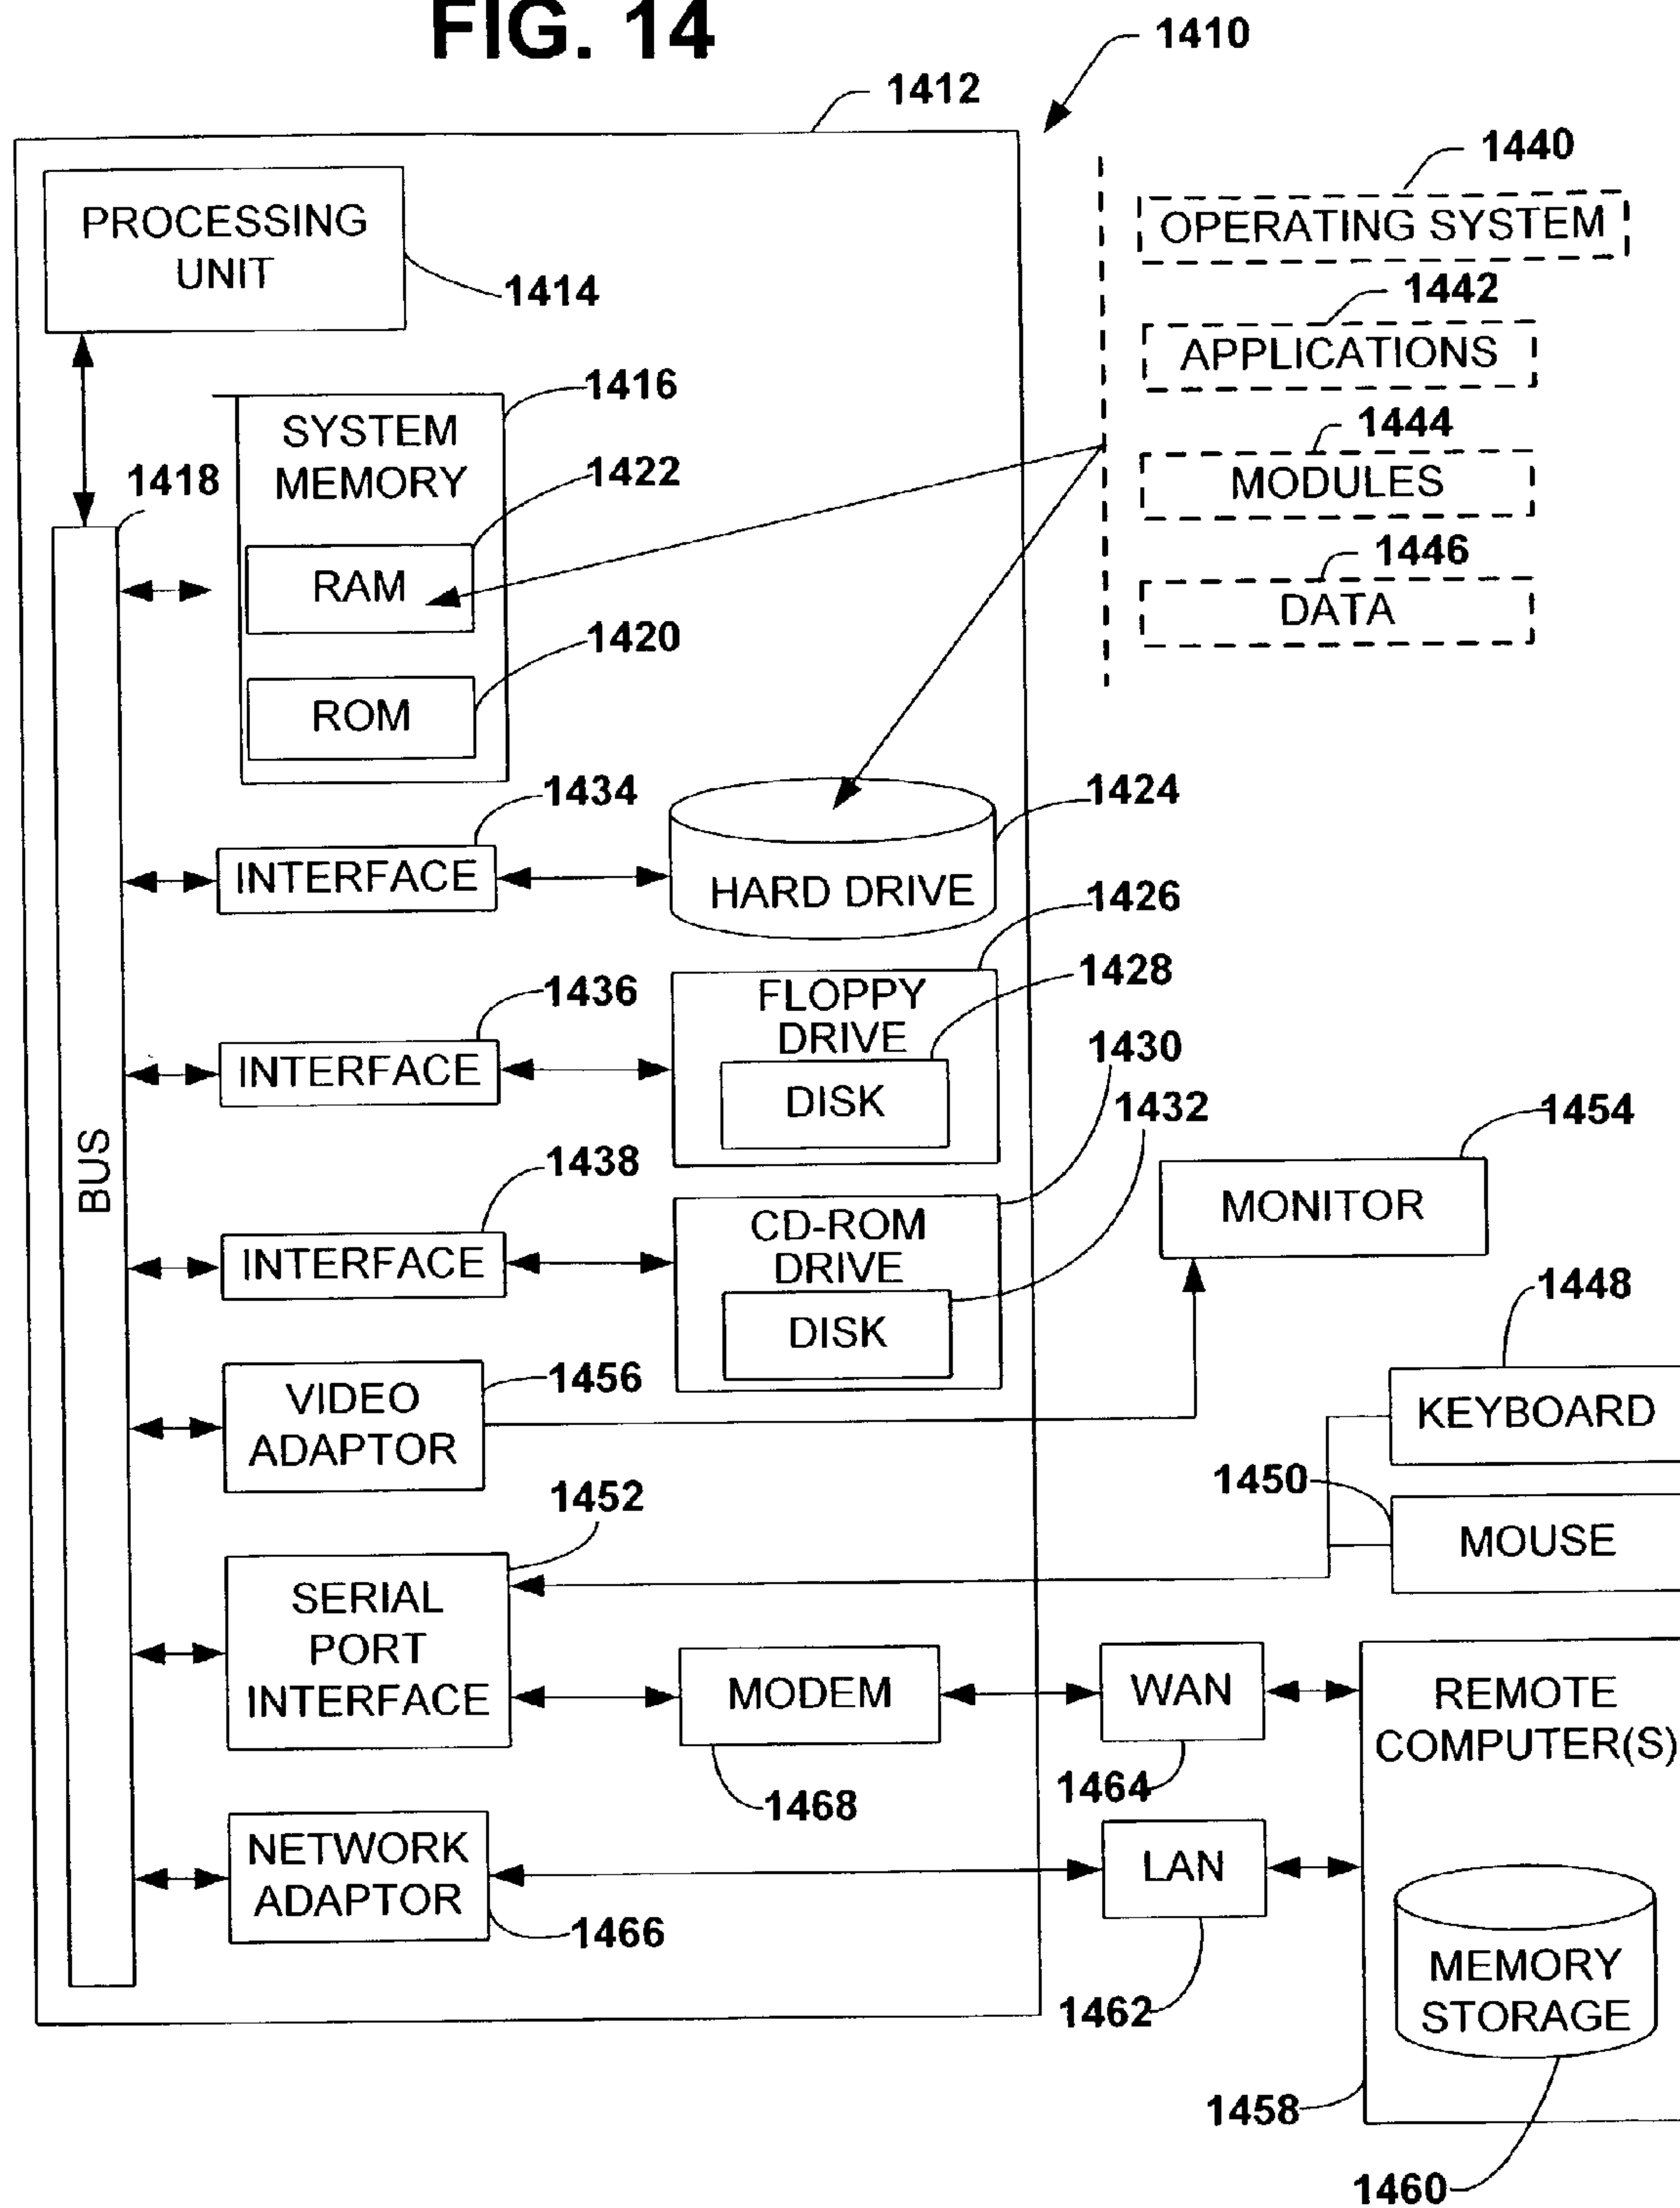 FIG. 14
1410
1412
1440
OPERATING SYSTEM
PROCESSING
UNIT
1414
1442
APPLICATIONS
1416
SYSTEM
MEMORY
1444
MODULES
1418
1422
RAM
1446
DATA
1420
ROM
1434
INTERFACE
1424
HARD DRIVE
1426
1436
INTERFACE
FLOPPY
DRIVE
1428
DISK
1430
1432
BUS
1438
INTERFACE
CD-ROM
DRIVE
DISK
1454
MONITOR
1448
KEYBOARD
1456
VIDEO
ADAPTOR
1450
MOUSE
1452
SERIAL
PORT
INTERFACE
MODEM
1468
WAN
1464
REMOTE
COMPUTER(S)
NETWORK
ADAPTOR
1466
LAN
1462
MEMORY
STORAGE
1458
1460